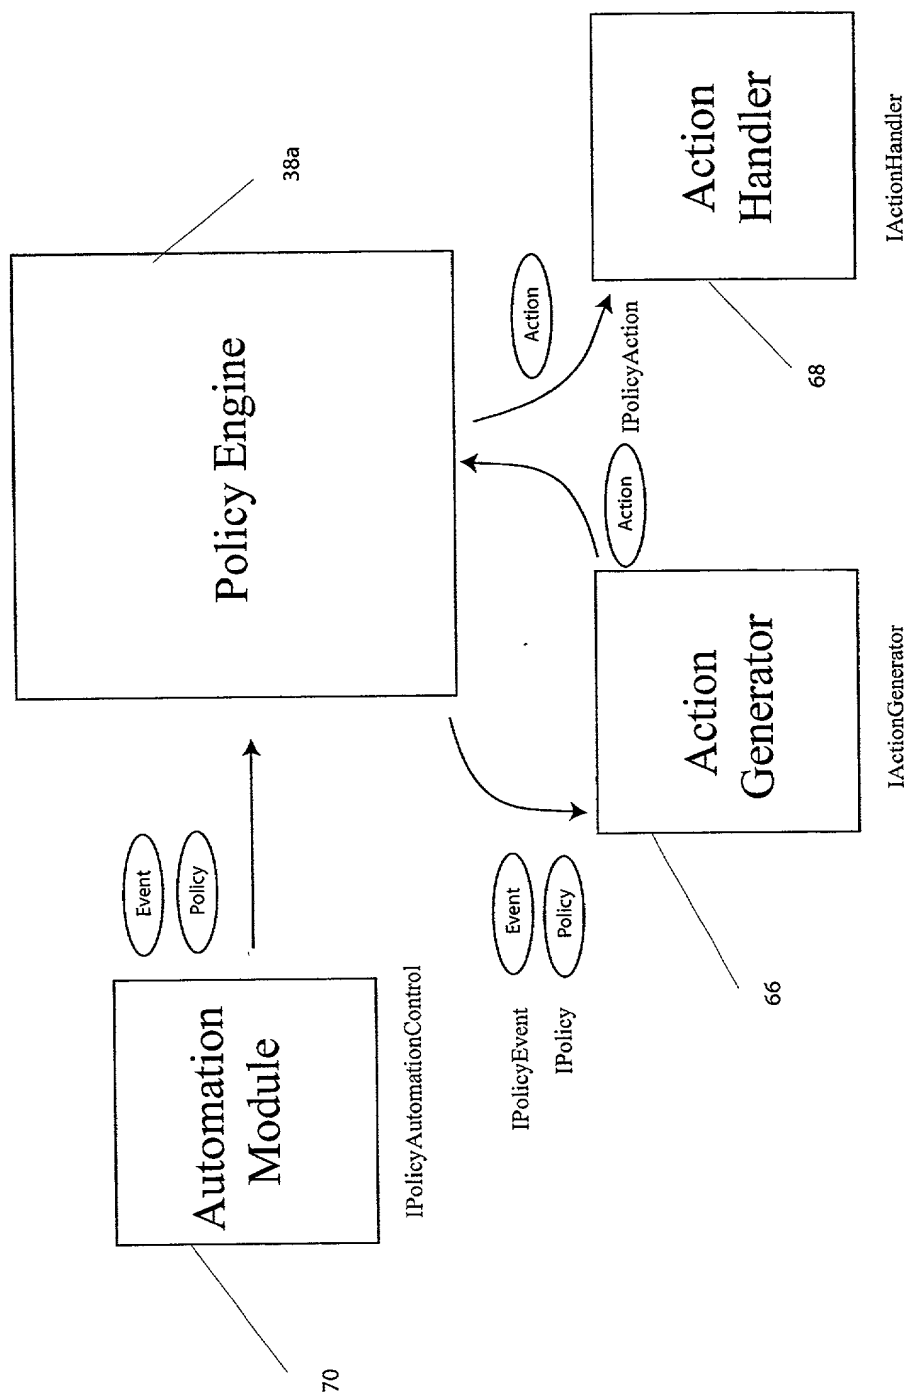 38a
Policy Engine
Event
Policy
Automation
Module
IPolicyAutomationControl
70
Action
Action
IPolicyAction
IPolicyEvent
IPolicy
Event
Policy
Action
Generator
IActionGenerator
66
Action
Handler
IActionHandler
68